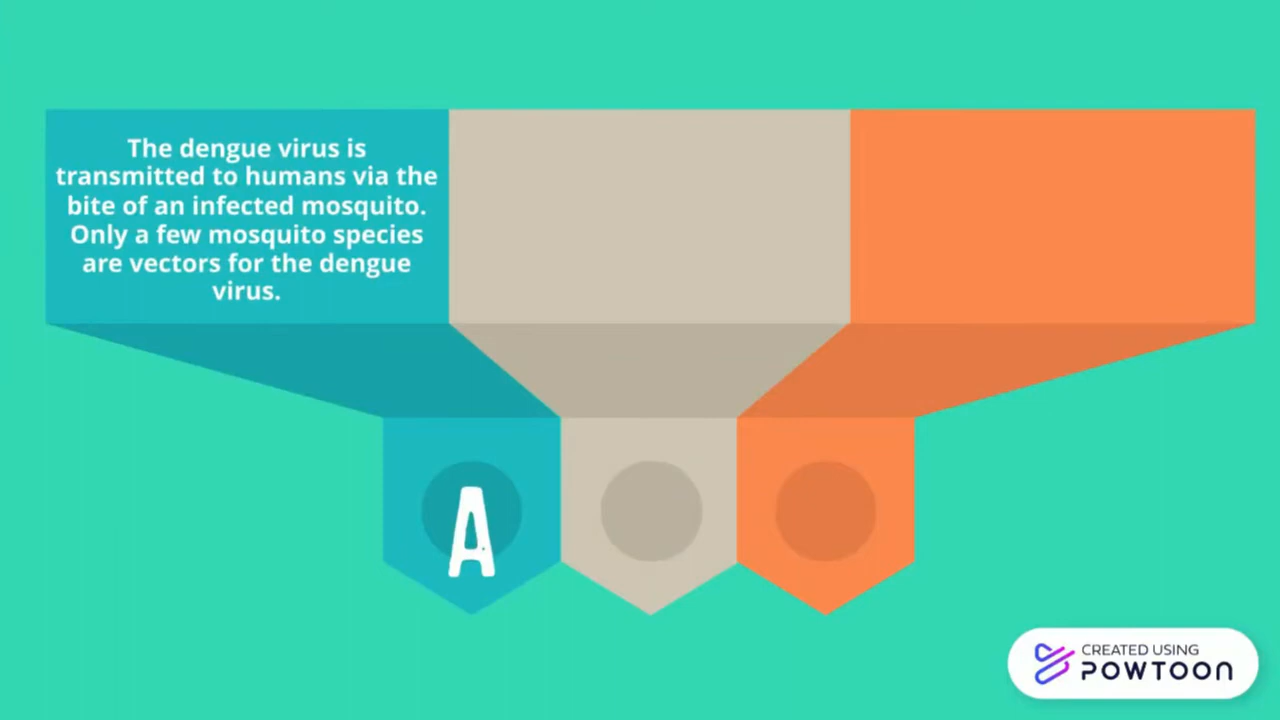 The dengue virus is
transmitted to humans via the
bite of an infected mosquito.
Only a few mosquito species
are vectors for the dengue
virus.
A
CREATED USING
POWTOON